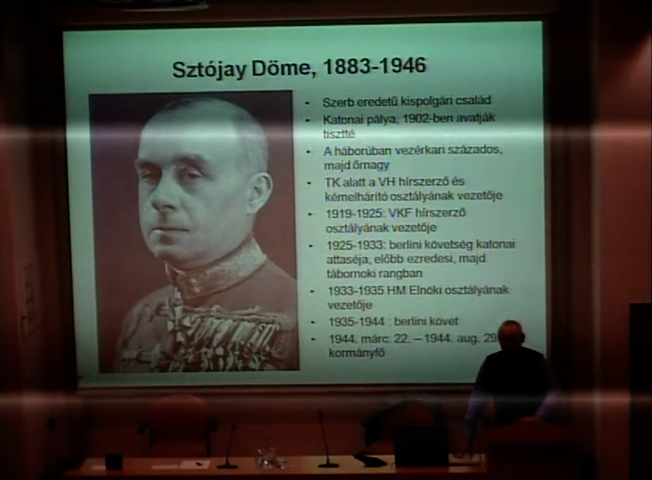 Sztójay Döme, 1883-1946
• Szerb eredetű kispolgári család
• Katonai pálya, 1902-ben avatják
tisztté
• A háborúban vezérkari százados,
majd őrnagy
• TK alatt a VH hírszerző és
kémelhárító osztályának vezetője
• 1919-1925: VKF hírszerző
osztályának vezetője
• 1925-1933: berlini követség katonai
attaséja, előbb ezredesi, majd
tábornoki rangban
• 1933-1935 HM Elnöki osztályának
vezetője
• 1935-1944 : berlini követ
• 1944. márc. 22. – 1944. aug. 29
kormányfő